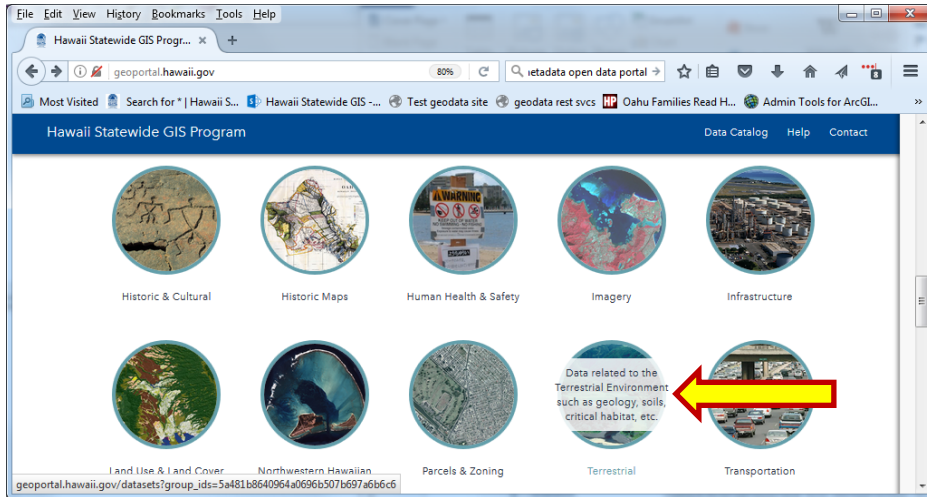 File Edit View History Bookmarks Tools Help
Hawaii Statewide GIS Progr... × +
geoportal.hawaii.gov 80% ıetadata open data portal →
Most Visited Search for * | Hawaii S... Hawaii Statewide GIS -... Test geodata site geodata rest svcs HP Oahu Families Read H... Admin Tools for ArcGI... »
Hawaii Statewide GIS Program Data Catalog Help Contact
WARNING
Historic & Cultural Historic Maps Human Health & Safety Imagery Infrastructure
Data related to the
Terrestrial Environment
such as geology, soils,
critical habitat, etc.
Land Use & Land Cover Northwestern Hawaiian Parcels & Zoning Terrestrial Transportation
geoportal.hawaii.gov/datasets?group_ids=5a481b8640964a0696b507b697a6b6c6